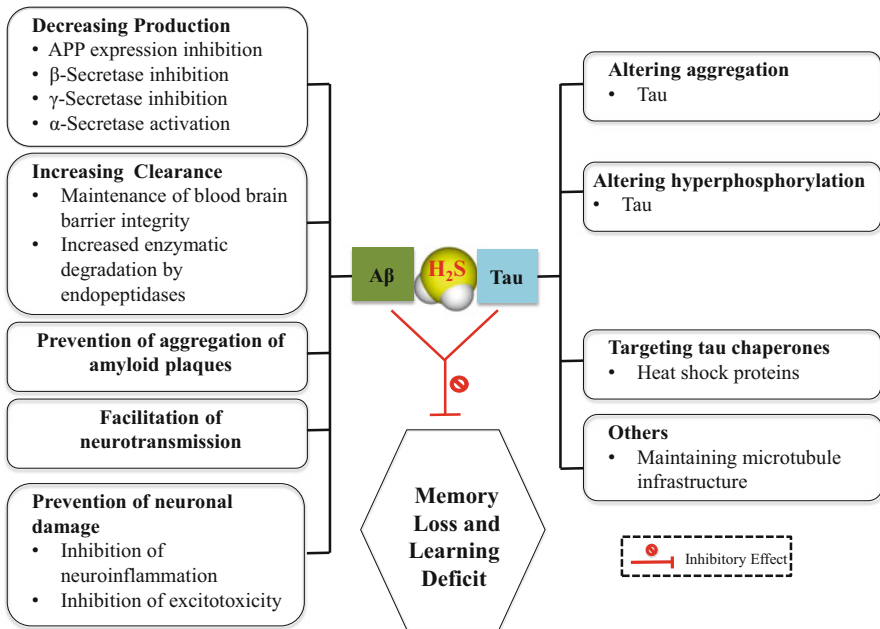 Decreasing Production
• APP expression inhibition
• β-Secretase inhibition
• γ-Secretase inhibition
• α-Secretase activation
Increasing Clearance
• Maintenance of blood brain
barrier integrity
• Increased enzymatic
degradation by
endopeptidases
Prevention of aggregation of
amyloid plaques
Facilitation of
neurotransmission
Prevention of neuronal
damage
• Inhibition of
neuroinflammation
• Inhibition of excitotoxicity
Aβ
H₂S
Tau
Memory
Loss and
Learning
Deficit
Altering aggregation
• Tau
Altering hyperphosphorylation
• Tau
Targeting tau chaperones
• Heat shock proteins
Others
• Maintaining microtubule
infrastructure
Inhibitory Effect